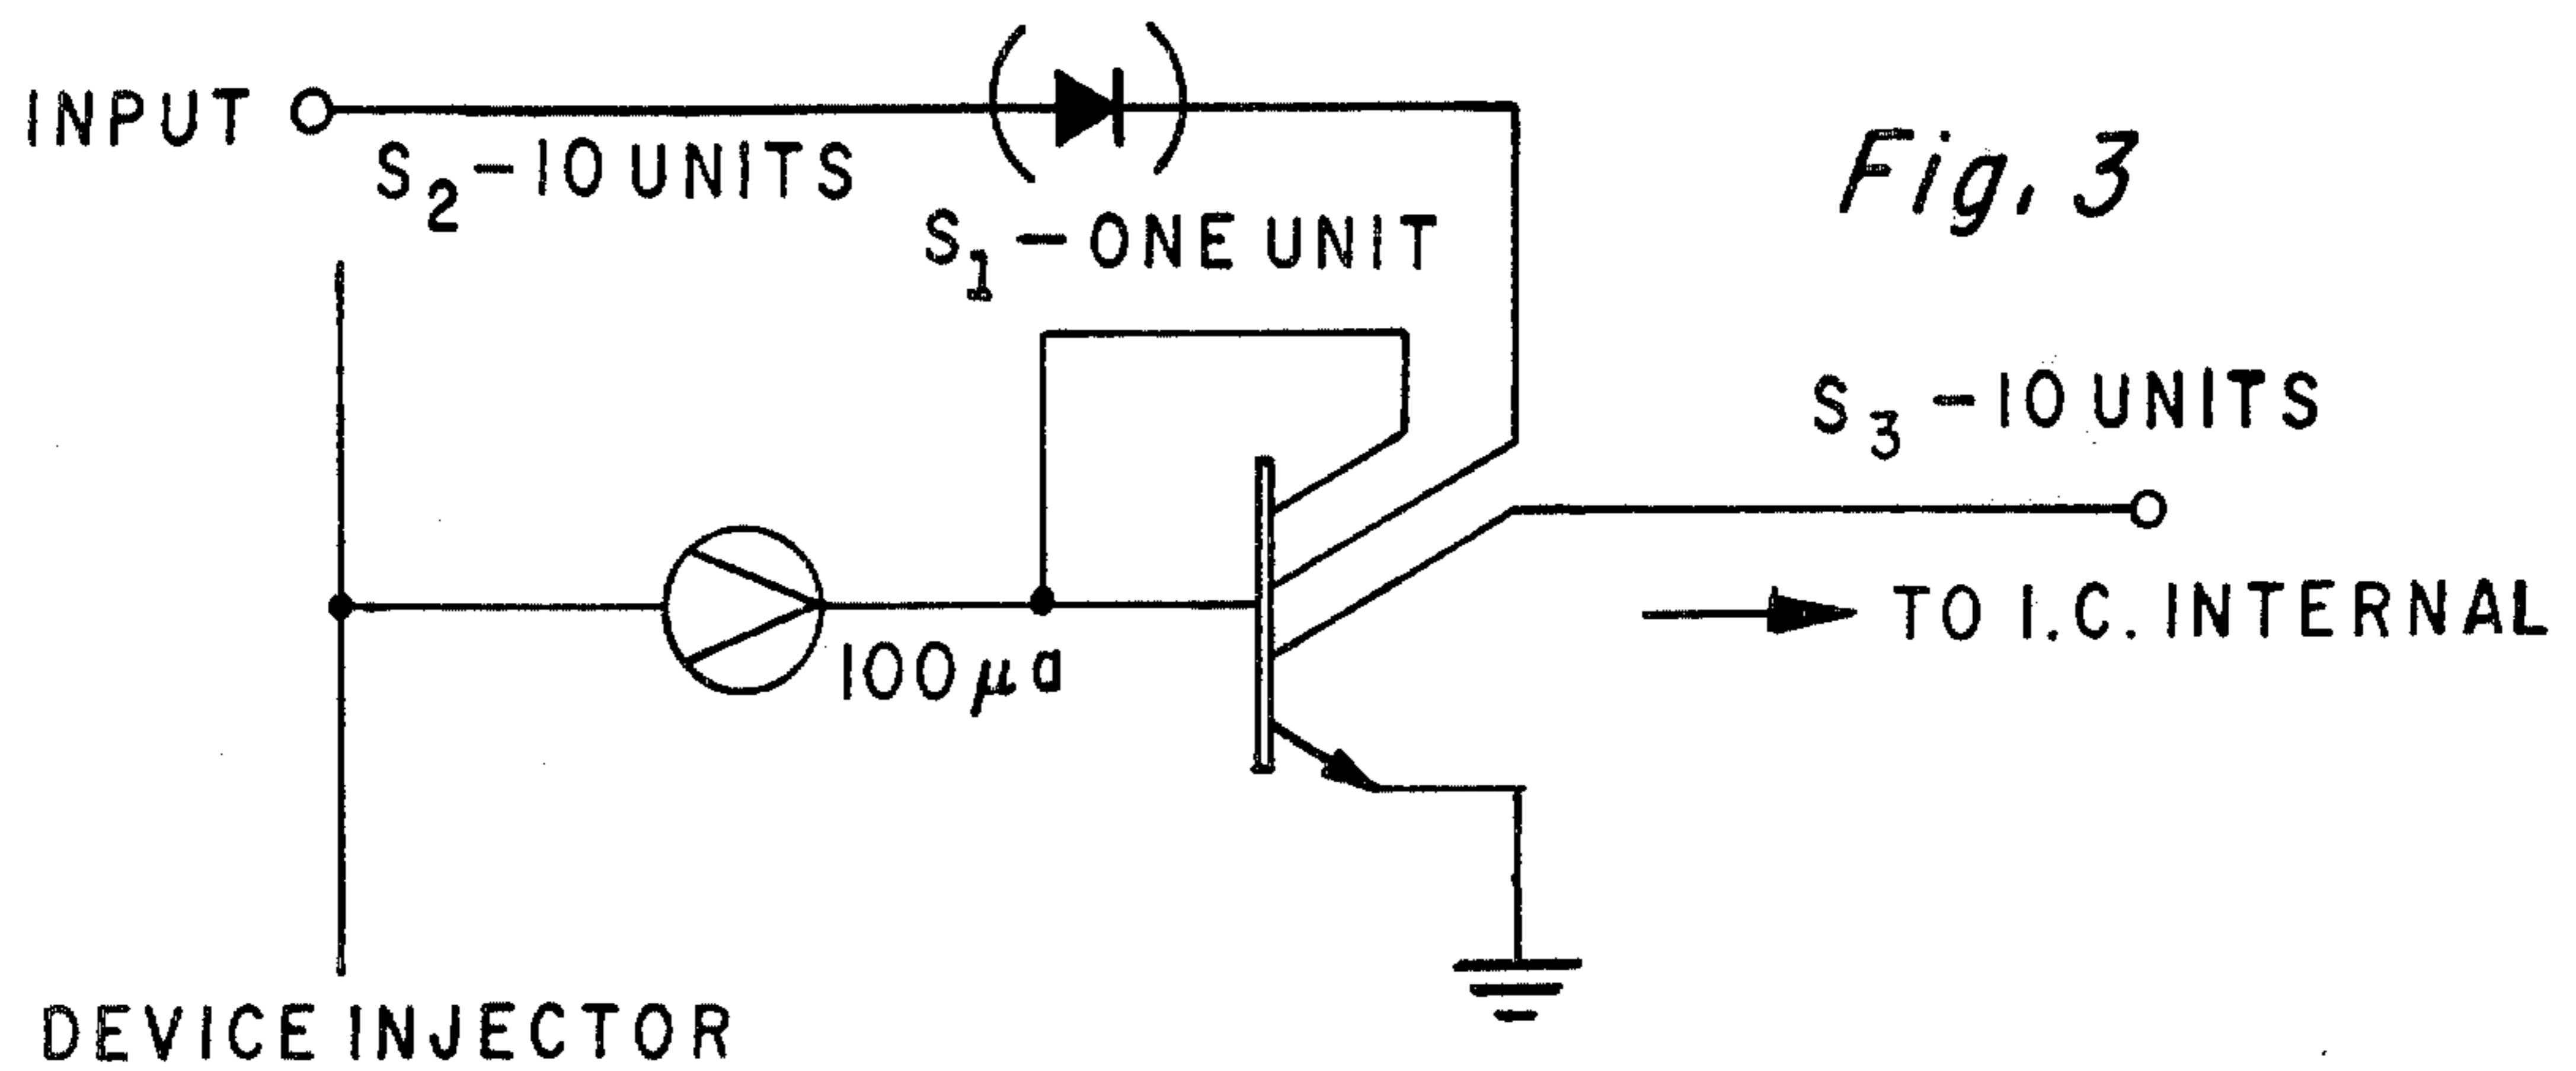 INPUT
S₂-10 UNITS
S₁-ONE UNIT
Fig. 3
S₃-10 UNITS
100μa
TO I.C. INTERNAL
DEVICE INJECTOR